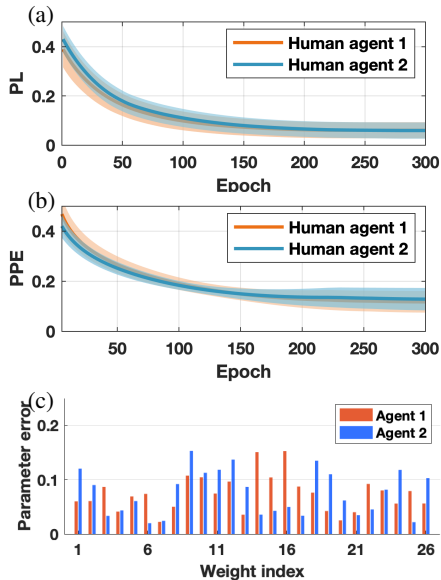 (a)
0.4
Human agent 1
Human agent 2
PL
0.2
0
0 50 100 150 200 250 300
Epoch
(b)
0.4
Human agent 1
Human agent 2
PPE
0.2
0
50 100 150 200 250 300
Epoch
(c)
Agent 1
Agent 2
Parameter error
0.2
0.1
0
1 6 11 16 21 26
Weight index